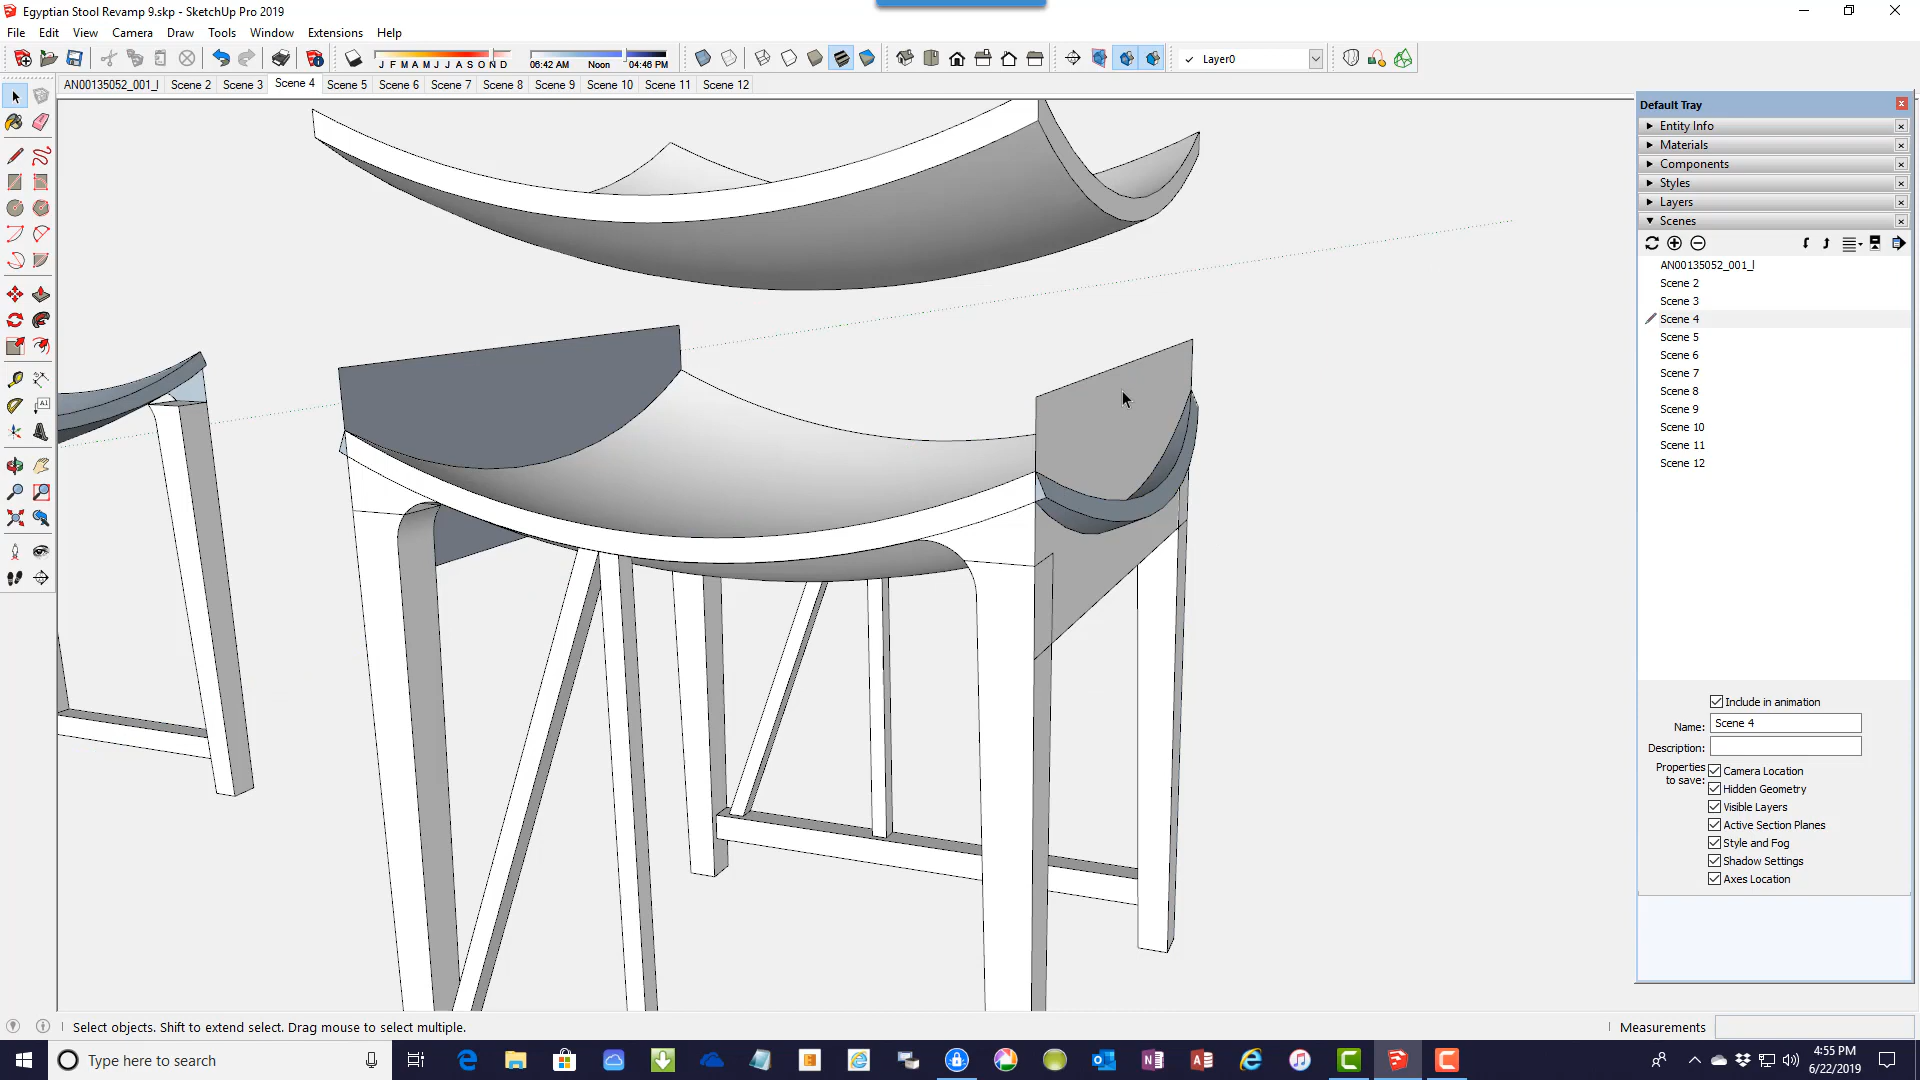 Egyptian Stool Revamp 9.skp - SketchUp Pro 2019
File Edit View Camera Draw Tools Window Extensions Help
J F M A M J J A S O N D
06:42 AM Noon 04:46 PM
Layer0
AN00135052_001_l Scene 2 Scene 3 Scene 4 Scene 5 Scene 6 Scene 7 Scene 8 Scene 9 Scene 10 Scene 11 Scene 12
Default Tray
Entity Info
Materials
Components
Styles
Layers
Scenes
AN00135052_001_l
Scene 2
Scene 3
Scene 4
Scene 5
Scene 6
Scene 7
Scene 8
Scene 9
Scene 10
Scene 11
Scene 12
Include in animation
Name: Scene 4
Description:
Properties to save:
Camera Location
Hidden Geometry
Visible Layers
Active Section Planes
Style and Fog
Shadow Settings
Axes Location
Select objects. Shift to extend select. Drag mouse to select multiple.
Measurements
Type here to search
4:55 PM
6/22/2019